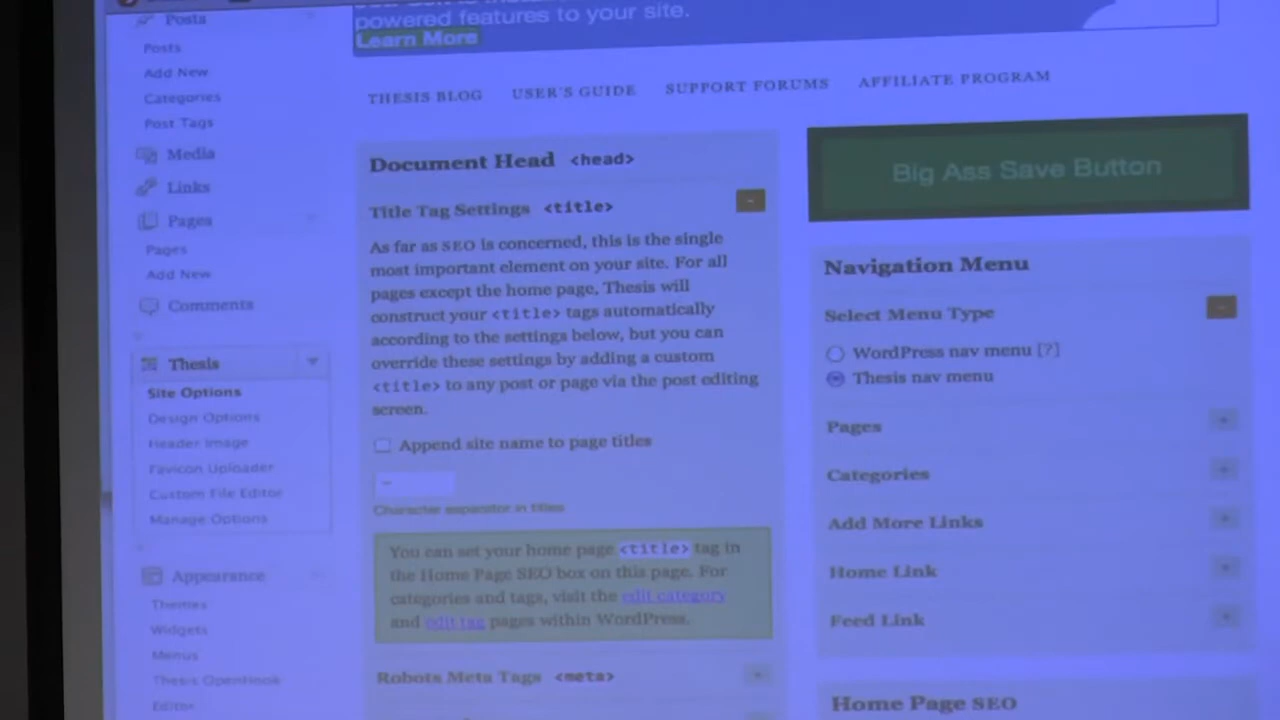 Posts
Posts
Add New
Categories
Post Tags
Media
Links
Pages
Pages
Add New
Comments
Thesis
Site Options
Design Options
Header Image
Favicon Uploader
Custom File Editor
Manage Options
Appearance
Themes
Widgets
Menus
Thesis OpenHook
Editor
powered features to your site.
Learn More
THESIS BLOG USER'S GUIDE SUPPORT FORUMS AFFILIATE PROGRAM
Document Head <head>
Title Tag Settings <title>
As far as SEO is concerned, this is the single
most important element on your site. For all
pages except the home page, Thesis will
construct your <title> tags automatically
according to the settings below, but you can
override these settings by adding a custom
<title> to any post or page via the post editing
screen.
Append site name to page titles
Character separator in titles
You can set your home page <title> tag in
the Home Page SEO box on this page. For
categories and tags, visit the edit category
and edit tag pages within WordPress.
Robots Meta Tags <meta>
Big Ass Save Button
Navigation Menu
Select Menu Type
WordPress nav menu [?]
Thesis nav menu
Pages
Categories
Add More Links
Home Link
Feed Link
Home Page SEO